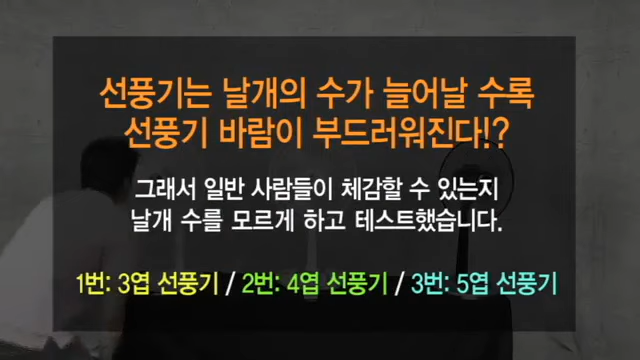 선풍기는 날개의 수가 늘어날 수록
선풍기 바람이 부드러워진다!?
그래서 일반 사람들이 체감할 수 있는지
날개 수를 모르게 하고 테스트했습니다.
1번: 3엽 선풍기 / 2번: 4엽 선풍기 / 3번: 5엽 선풍기